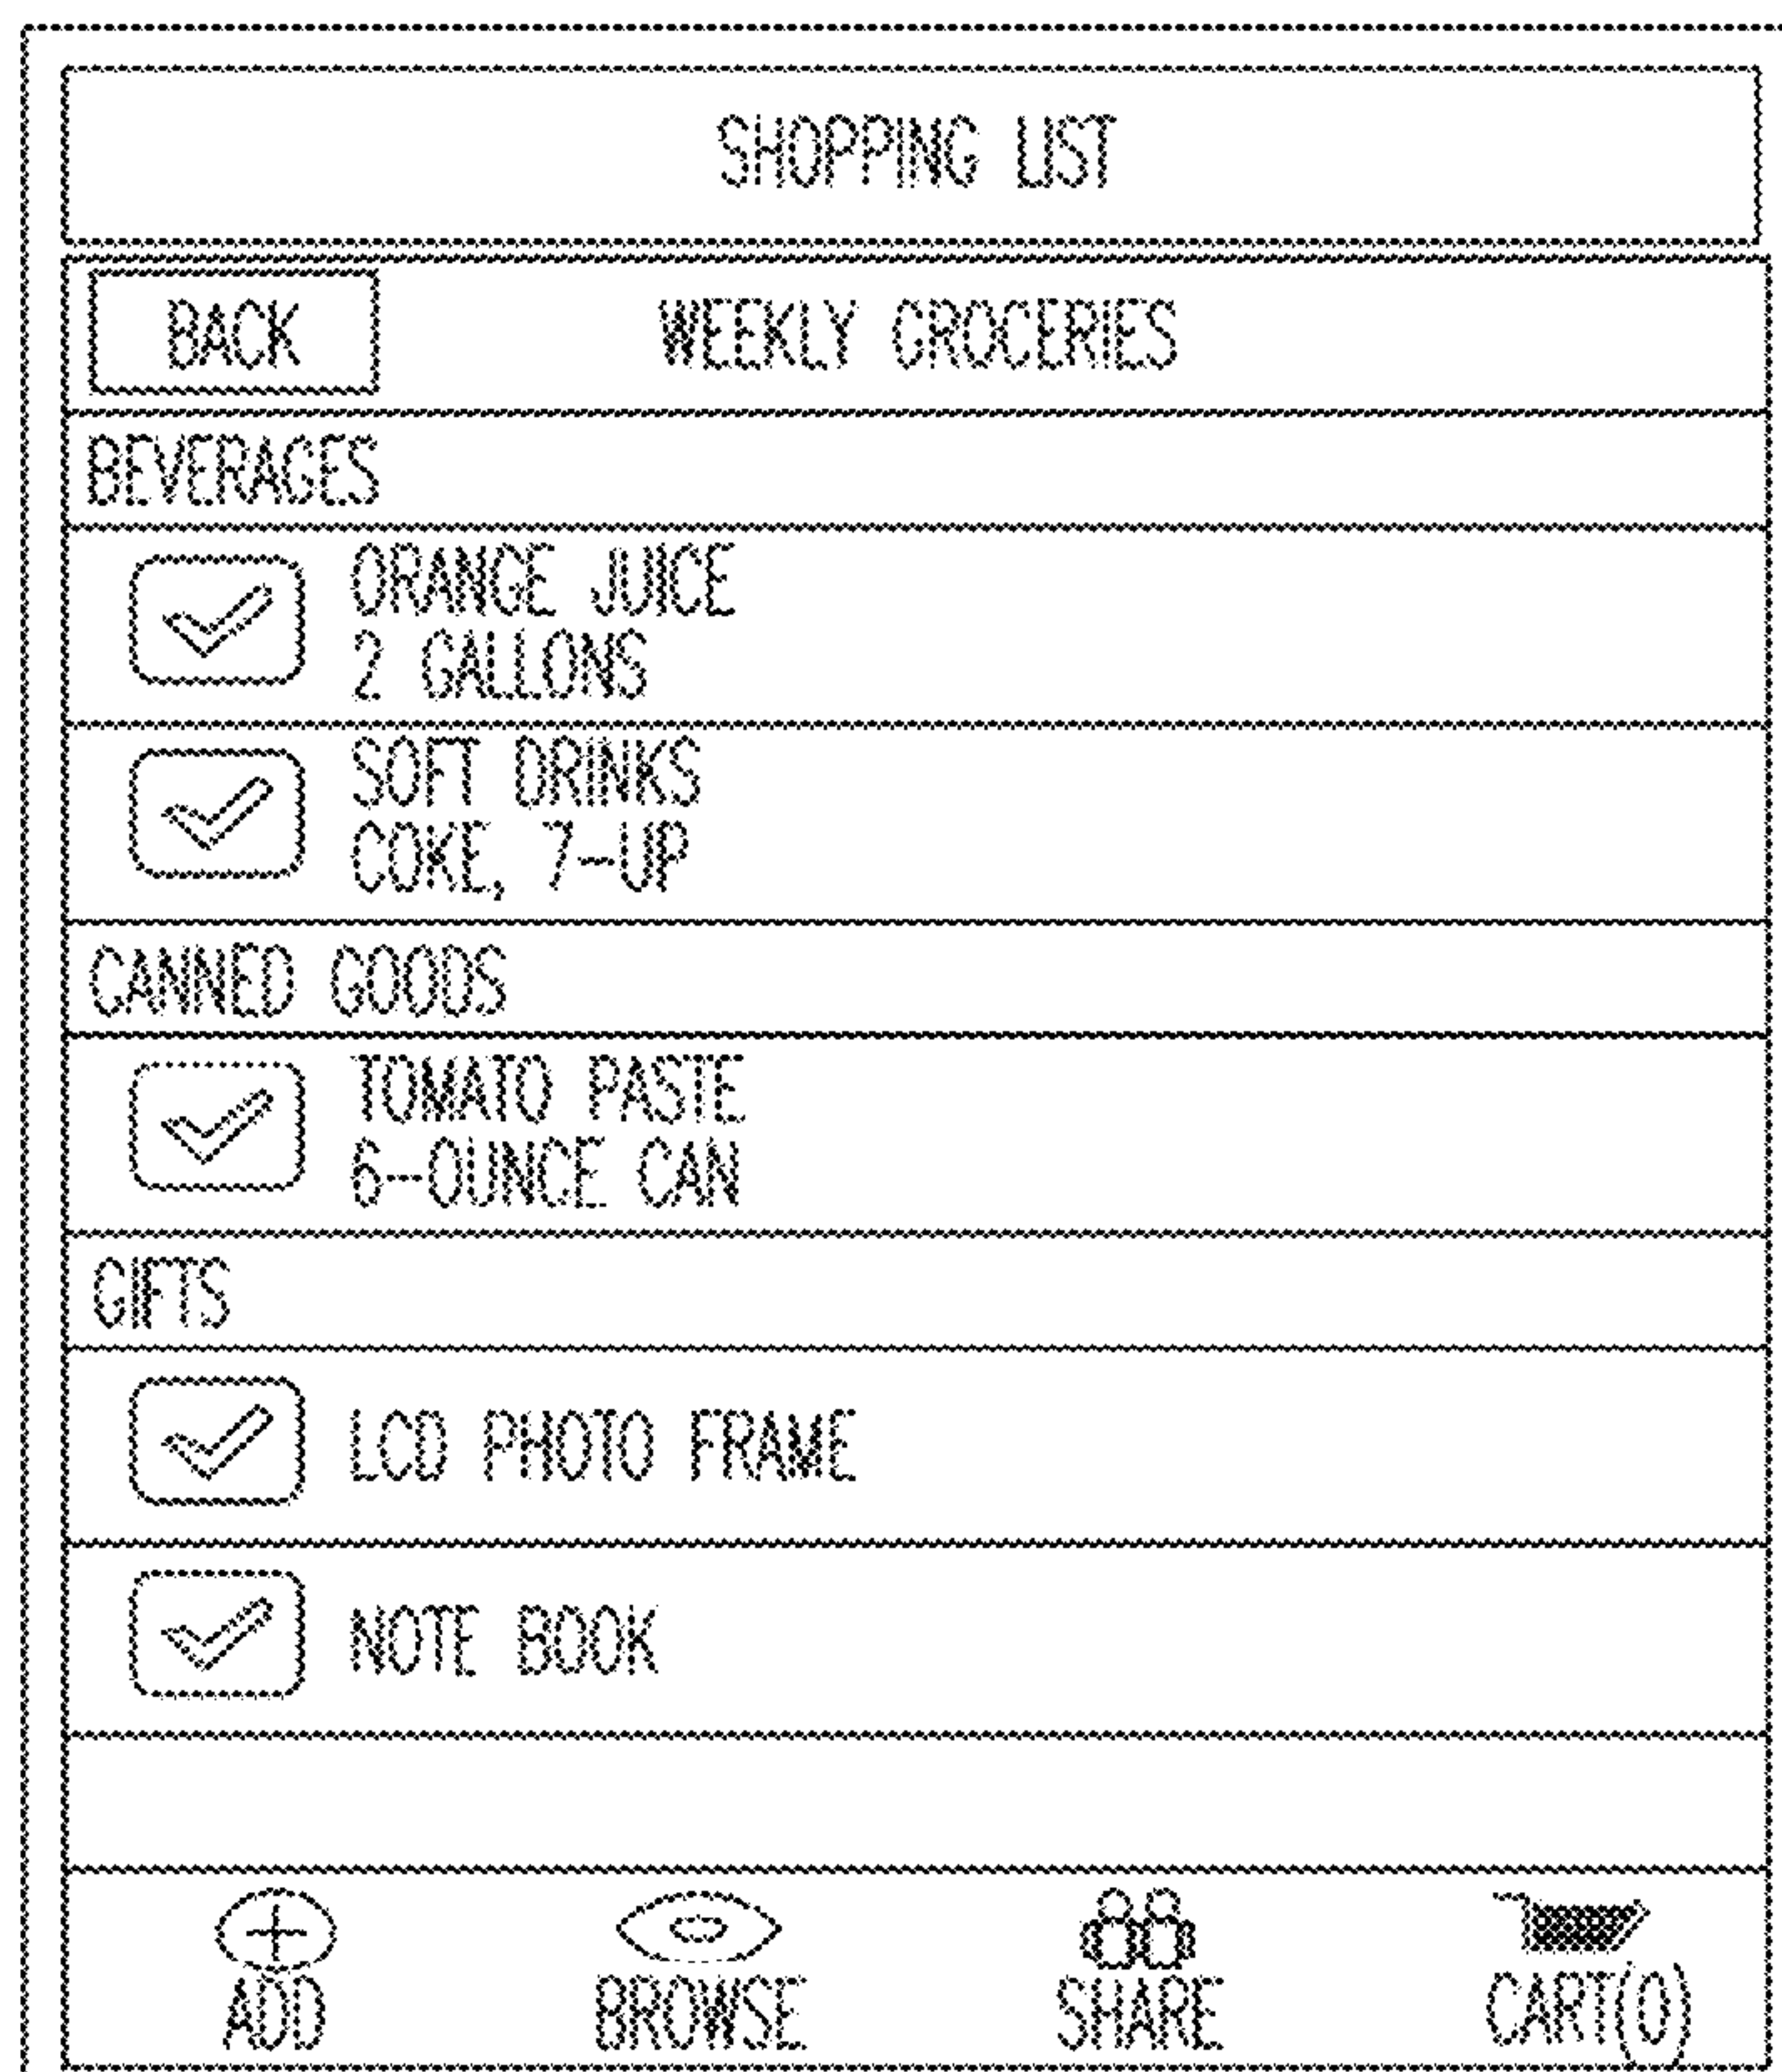 SHOPPING LIST
BACK
WEEKLY GROCERIES
BEVERAGES
ORANGE JUICE
2 GALLONS
SOFT DRINKS
COKE, 7-UP
CANNED GOODS
TOMATO PASTE
6-OUNCE CAN
GIFTS
LCD PHOTO FRAME
NOTE BOOK
ADD
BROWSE
SHARE
CART(0)